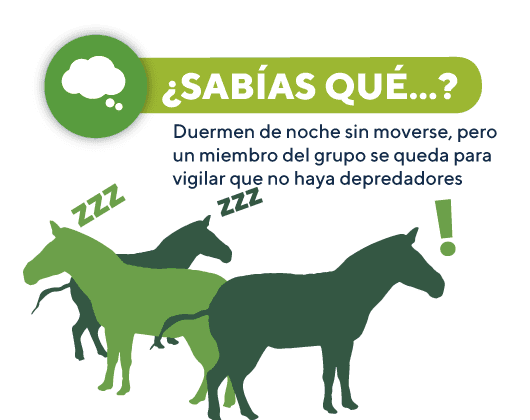 ¿SABÍAS QUÉ...?
Duermen de noche sin moverse, pero
un miembro del grupo se queda para
vigilar que no haya depredadores
zzz
zzz
!